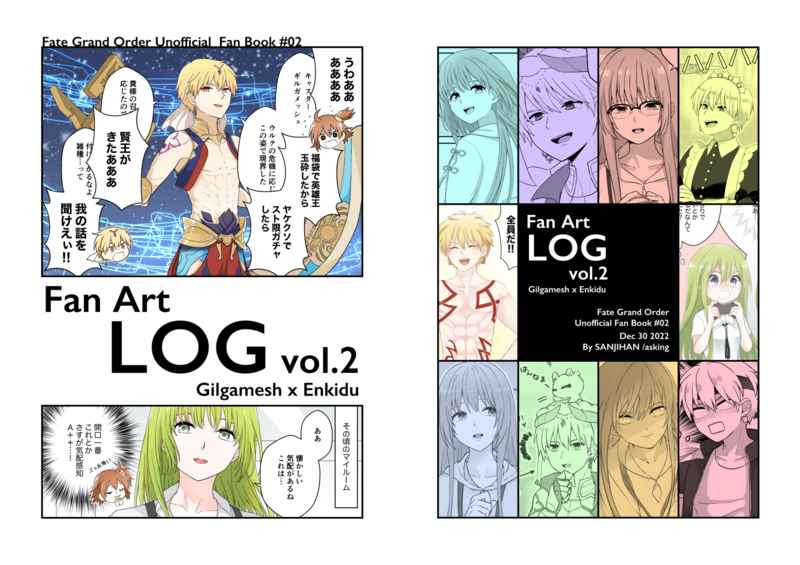 Fate Grand Order Unofficial Fan Book #02
うわああ
ああああ
キャスター
ギルガメッシュ
貴様の召
応じたので
賢王が
きたあああ
ウルクの危機に応じ
この姿で現界した
福袋で英雄王
玉砕したから
ヤケクソで
スト限ガチャ
したら
我の話を
聞けえぃ!!
Fan Art
LOG vol.2
Gilgamesh x Enkidu
その頃のマイルーム
ああ
懐かしい
気配があるね
これは…
開口一番
これとか
さすが気配感知
A++…!
全員だ!!
Fan Art
LOG
vol.2
Gilgamesh x Enkidu
Fate Grand Order
Unofficial Fan Book #02
Dec 30 2022
By SANJIHAN /asking